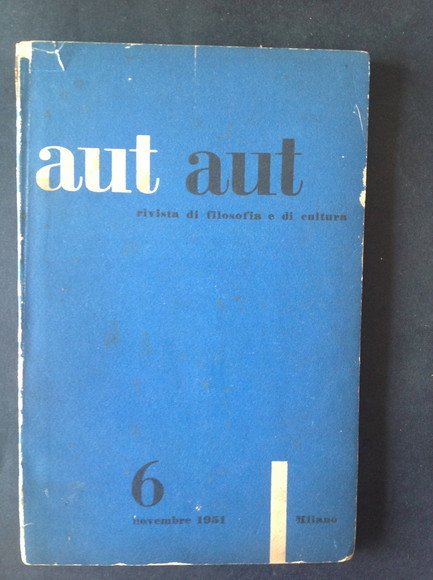 aut aut
rivista di filosofia e di cultura
6
novembre 1951 Milano